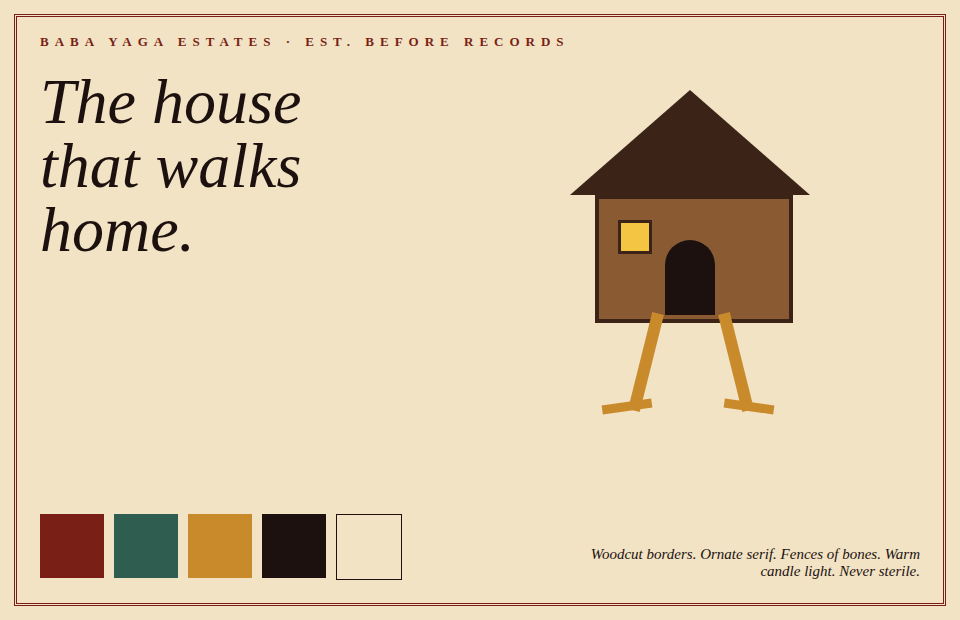 BABA YAGA ESTATES · EST. BEFORE RECORDS
The house
that walks
home.
Woodcut borders. Ornate serif. Fences of bones. Warm
candle light. Never sterile.